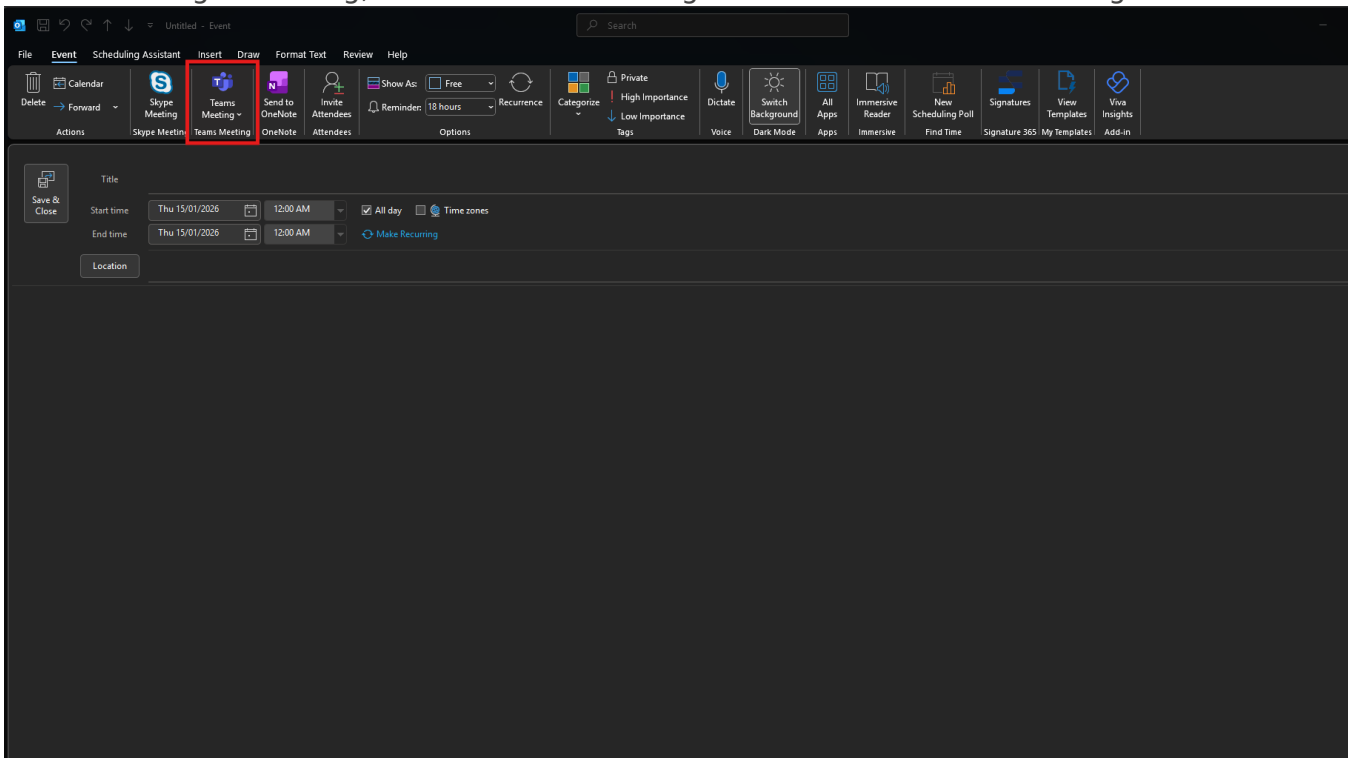 Untitled - Event
Search
File Event Scheduling Assistant Insert Draw Format Text Review Help
Delete
Calendar
Forward
Actions
Skype Meeting
Skype Meetin
Teams Meeting
Teams Meeting
Send to OneNote
OneNote
Invite Attendees
Attendees
Show As: Free
Reminder: 18 hours
Recurrence
Options
Categorize
Private
High Importance
Low Importance
Tags
Dictate
Voice
Switch Background
Dark Mode
All Apps
Apps
Immersive Reader
Immersive
New Scheduling Poll
Find Time
Signatures
Signature 365
View Templates
My Templates
Viva Insights
Add-in
Save & Close
Title
Start time Thu 15/01/2026 12:00 AM All day Time zones
End time Thu 15/01/2026 12:00 AM Make Recurring
Location